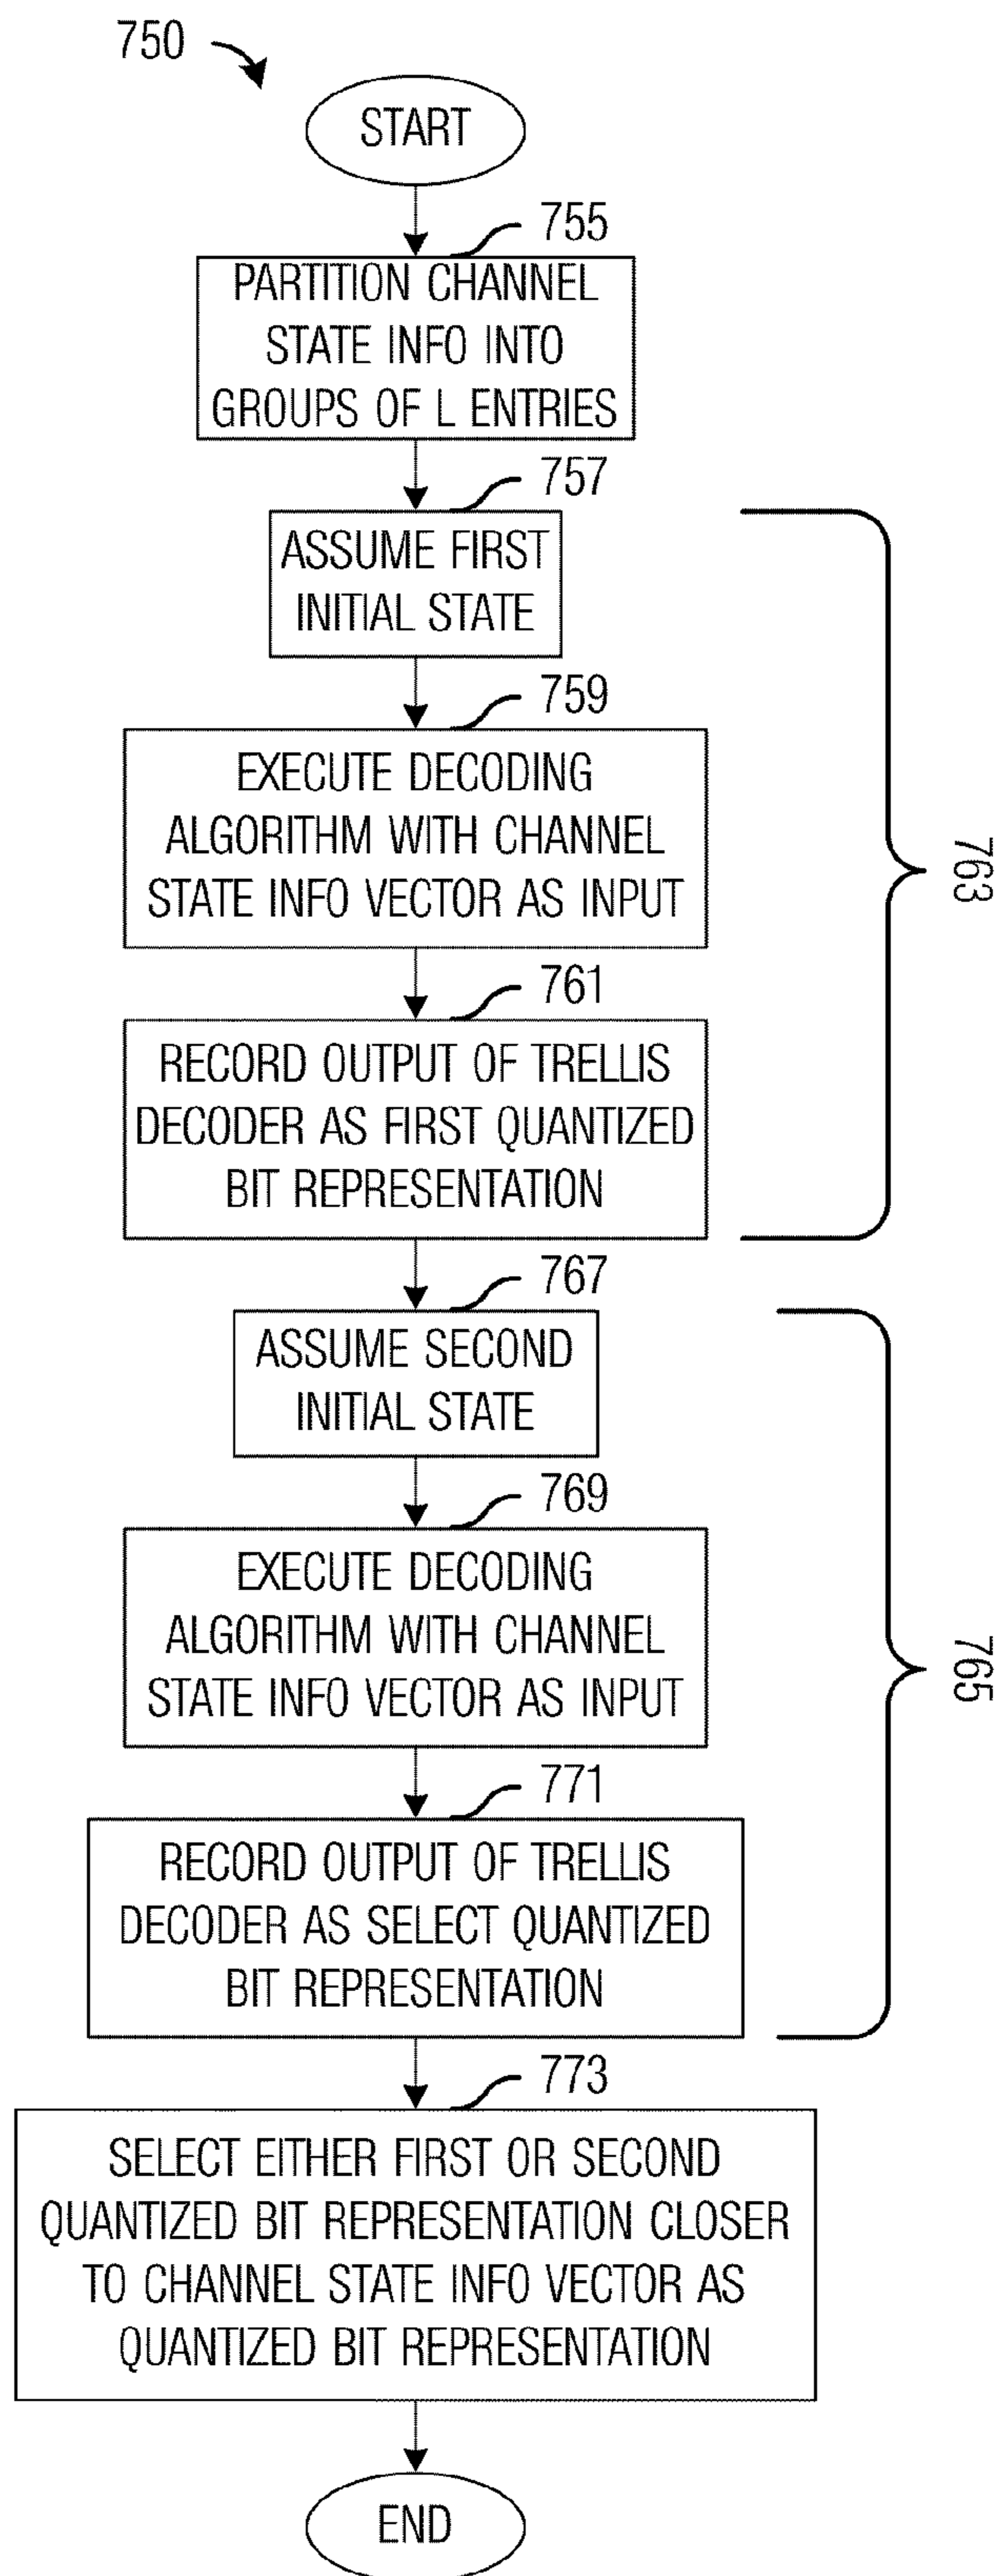 750
START
755
PARTITION CHANNEL
STATE INFO INTO
GROUPS OF L ENTRIES
757
ASSUME FIRST
INITIAL STATE
759
EXECUTE DECODING
ALGORITHM WITH CHANNEL
STATE INFO VECTOR AS INPUT
763
761
RECORD OUTPUT OF TRELLIS
DECODER AS FIRST QUANTIZED
BIT REPRESENTATION
767
ASSUME SECOND
INITIAL STATE
769
EXECUTE DECODING
ALGORITHM WITH CHANNEL
STATE INFO VECTOR AS INPUT
765
771
RECORD OUTPUT OF TRELLIS
DECODER AS SELECT QUANTIZED
BIT REPRESENTATION
773
SELECT EITHER FIRST OR SECOND
QUANTIZED BIT REPRESENTATION CLOSER
TO CHANNEL STATE INFO VECTOR AS
QUANTIZED BIT REPRESENTATION
END